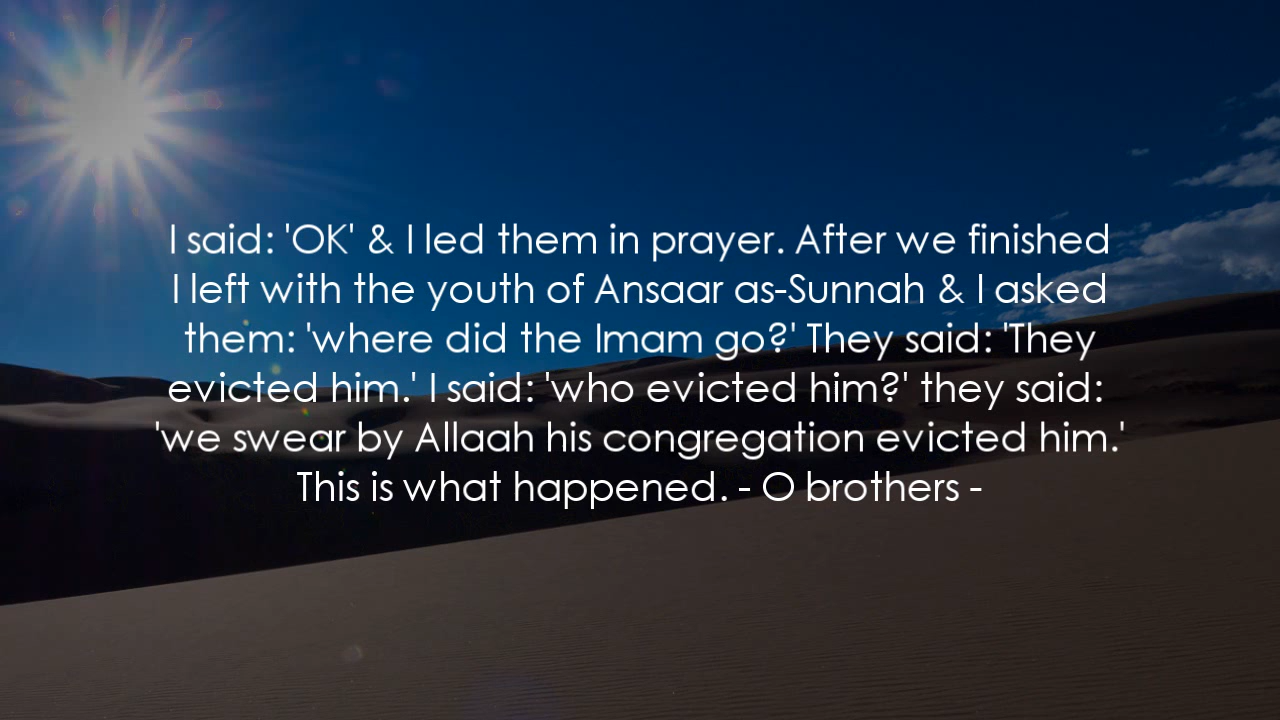 I said: 'OK' & I led them in prayer. After we finished
I left with the youth of Ansaar as-Sunnah & I asked
them: 'where did the Imam go?' They said: 'They
evicted him.' I said: 'who evicted him?' they said:
'we swear by Allaah his congregation evicted him.'
This is what happened. - O brothers -